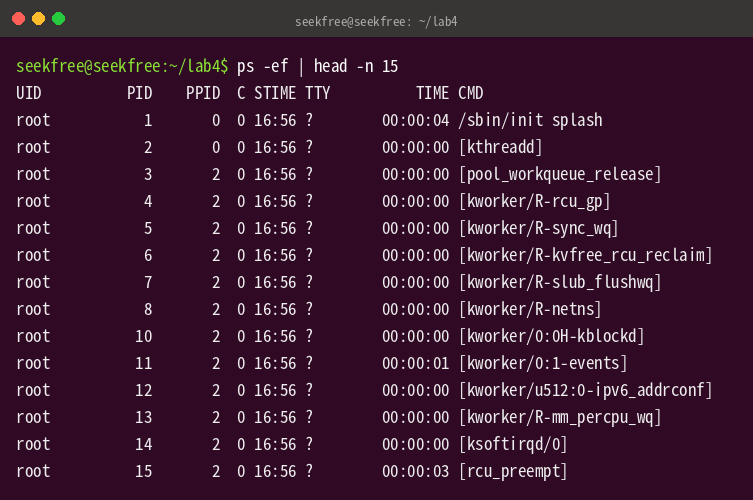 seekfree@seekfree: ~/lab4
seekfree@seekfree:~/lab4$ ps -ef | head -n 15
UID          PID    PPID  C STIME TTY          TIME CMD
root           1       0  0 16:56 ?        00:00:04 /sbin/init splash
root           2       0  0 16:56 ?        00:00:00 [kthreadd]
root           3       2  0 16:56 ?        00:00:00 [pool_workqueue_release]
root           4       2  0 16:56 ?        00:00:00 [kworker/R-rcu_gp]
root           5       2  0 16:56 ?        00:00:00 [kworker/R-sync_wq]
root           6       2  0 16:56 ?        00:00:00 [kworker/R-kvfree_rcu_reclaim]
root           7       2  0 16:56 ?        00:00:00 [kworker/R-slub_flushwq]
root           8       2  0 16:56 ?        00:00:00 [kworker/R-netns]
root          10       2  0 16:56 ?        00:00:00 [kworker/0:0H-kblockd]
root          11       2  0 16:56 ?        00:00:01 [kworker/0:1-events]
root          12       2  0 16:56 ?        00:00:00 [kworker/u512:0-ipv6_addrconf]
root          13       2  0 16:56 ?        00:00:00 [kworker/R-mm_percpu_wq]
root          14       2  0 16:56 ?        00:00:00 [ksoftirqd/0]
root          15       2  0 16:56 ?        00:00:03 [rcu_preempt]